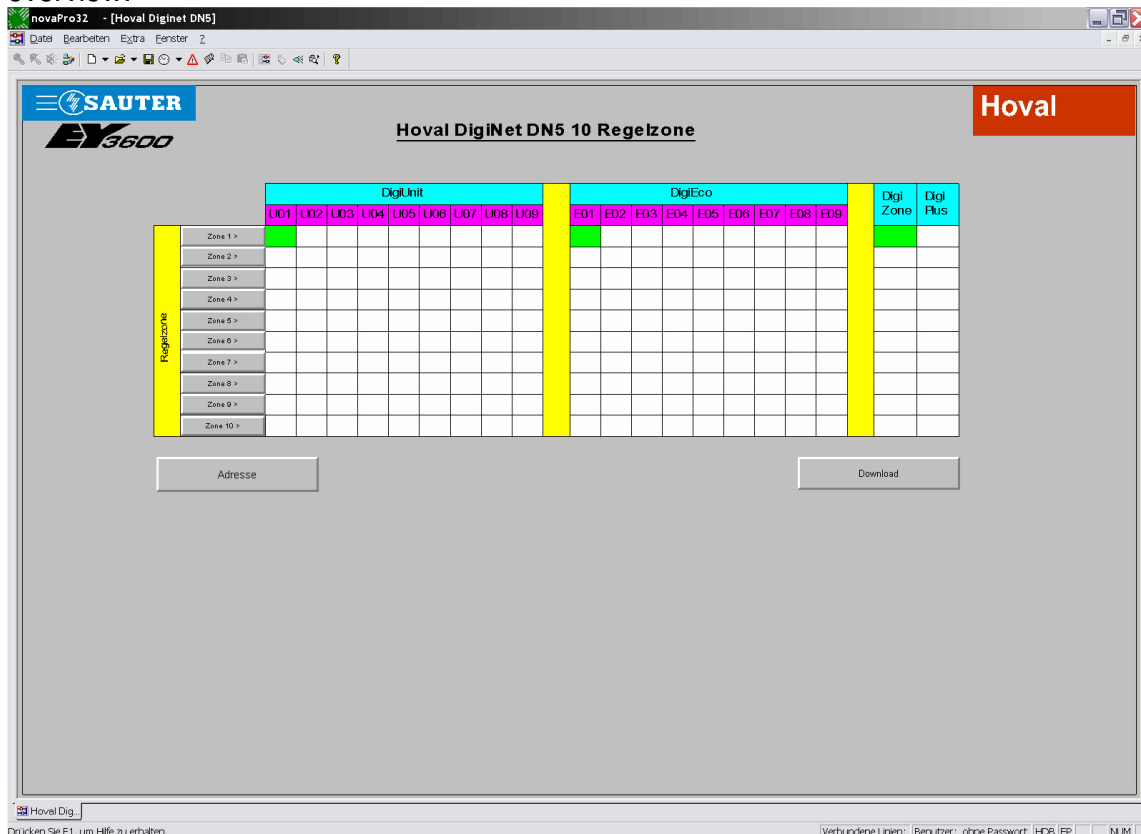 overview:
novaPro32 - [Hoval Diginet DN5]
Datei Bearbeiten Extra Fenster ?
SAUTER
EY3600
Hoval DigiNet DN5 10 Regelzone
Hoval
DigiUnit DigiEco Digi Zone Digi Plus
U01 U02 U03 U04 U05 U06 U07 U08 U09 E01 E02 E03 E04 E05 E06 E07 E08 E09
Regelzone
Zone 1 >
Zone 2 >
Zone 3 >
Zone 4 >
Zone 5 >
Zone 6 >
Zone 7 >
Zone 8 >
Zone 9 >
Zone 10 >
Adresse Download
Hoval Dig...
Drücken Sie F1, um Hilfe zu erhalten. Verbundene Linien: Benutzer: ohne Passwort HDB EP NUM